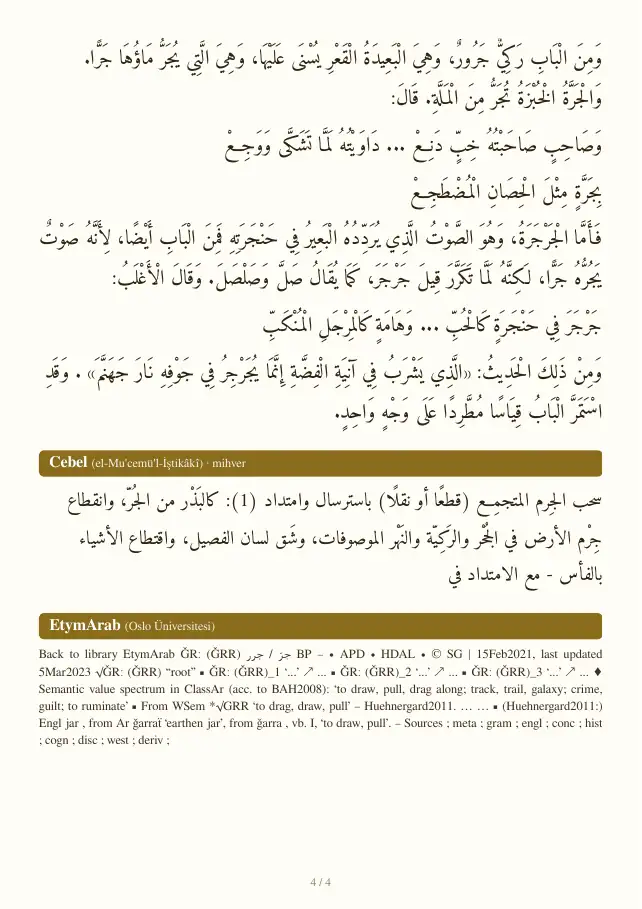 وَمِنَ الْبَابِ رَكِيٌّ جَرُورٌ، وَهِيَ الْبَعِيدَةُ الْقَعْرِ يُسْنَى عَلَيْهَا، وَهِيَ الَّتِي يُجَرُّ مَاؤُهَا جَرًّا.
وَالْجَرَّةُ الْخُبْزَةُ تُجَرُّ مِنَ الْمَلَّةِ. قَالَ:
وَصَاحِبٍ صَاحَبْتُهُ خِبٍّ دَنِعْ ... دَاوَيْتُهُ لَمَّا تَشَكَّى وَوَجِعْ
بِجَرَّةٍ مِثْلَ الْحِصَانِ الْمُضْطَجِعْ
فَأَمَّا الْجَرْجَرَةُ، وَهُوَ الصَّوْتُ الَّذِي يُرَدِّدُهُ الْبَعِيرُ فِي حَنْجَرَتِهِ فَمِنَ الْبَابِ أَيْضًا، لِأَنَّهُ صَوْتٌ
يَجُرُّهُ جَرًّا، لَكِنَّهُ لَمَّا تَكَرَّرَ قِيلَ جَرْجَرَ، كَمَا يُقَالُ صَلَّ وَصَلْصَلَ. وَقَالَ الْأَغْلَبُ:
جَرْجَرَ فِي حَنْجَرَةٍ كَالْحُبِّ ... وَهَامَةٍ كَالْمِرْجَلِ الْمُنْكَبِّ
وَمِنْ ذَلِكَ الْحَدِيثُ: «الَّذِي يَشْرَبُ فِي آنِيَةِ الْفِضَّةِ إِنَّمَا يُجَرْجِرُ فِي جَوْفِهِ نَارَ جَهَنَّمَ» . وَقَدِ
اسْتَمَرَّ الْبَابُ قِيَاسًا مُطَّرِدًا عَلَى وَجْهٍ وَاحِدٍ.
Cebel (el-Mu'cemü'l-İştikâkî) · mihver
سحب الجِرم المتجمِع (قطعًا أو نقلًا) باسترسال وامتداد (1): كالبَذْر من الجُرّ، وانقطاع
جِرْم الأرض في الجُحْر والرَكِيّة والنَهْر الموصوفات، وشَق لسان الفصيل، واقتطاع الأشياء
بالفأس - مع الامتداد في
EtymArab (Oslo Üniversitesi)
Back to library EtymArab ǦR: (ǦRR) جرر / جرّ BP – • APD • HDAL • © SG | 15Feb2021, last updated
5Mar2023 √ǦR: (ǦRR) “root” ▪ ǦR: (ǦRR)_1 ‘...’ ↗ ... ▪ ǦR: (ǦRR)_2 ‘...’ ↗ ... ▪ ǦR: (ǦRR)_3 ‘...’ ↗ ... ♦
Semantic value spectrum in ClassAr (acc. to BAH2008): ‘to draw, pull, drag along; track, trail, galaxy; crime,
guilt; to ruminate’ ▪ From WSem *√GRR ‘to drag, draw, pull’ – Huehnergard2011. … … ▪ (Huehnergard2011:)
Engl jar , from Ar ǧarraẗ ‘earthen jar’, from ǧarra , vb. I, ‘to draw, pull’. – Sources ; meta ; gram ; engl ; conc ; hist
; cogn ; disc ; west ; deriv ;
4 / 4